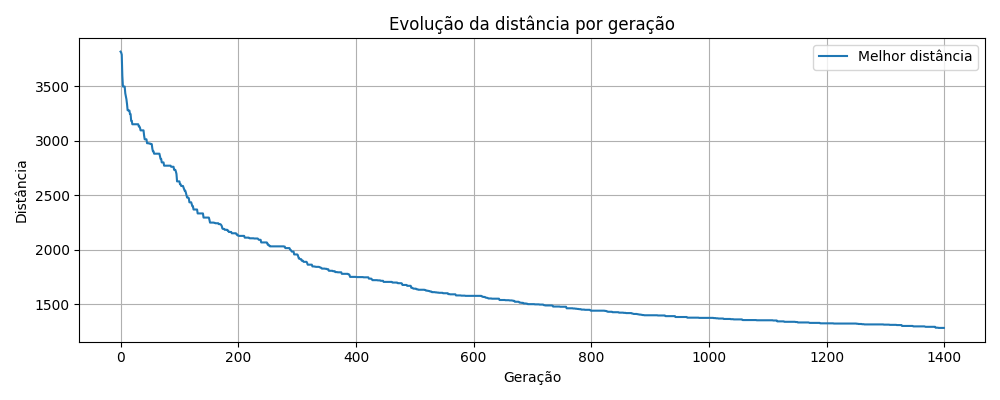 Evolução da distância por geração
Melhor distância
3500
3000
2500
2000
1500
Distância
0 200 400 600 800 1000 1200 1400
Geração